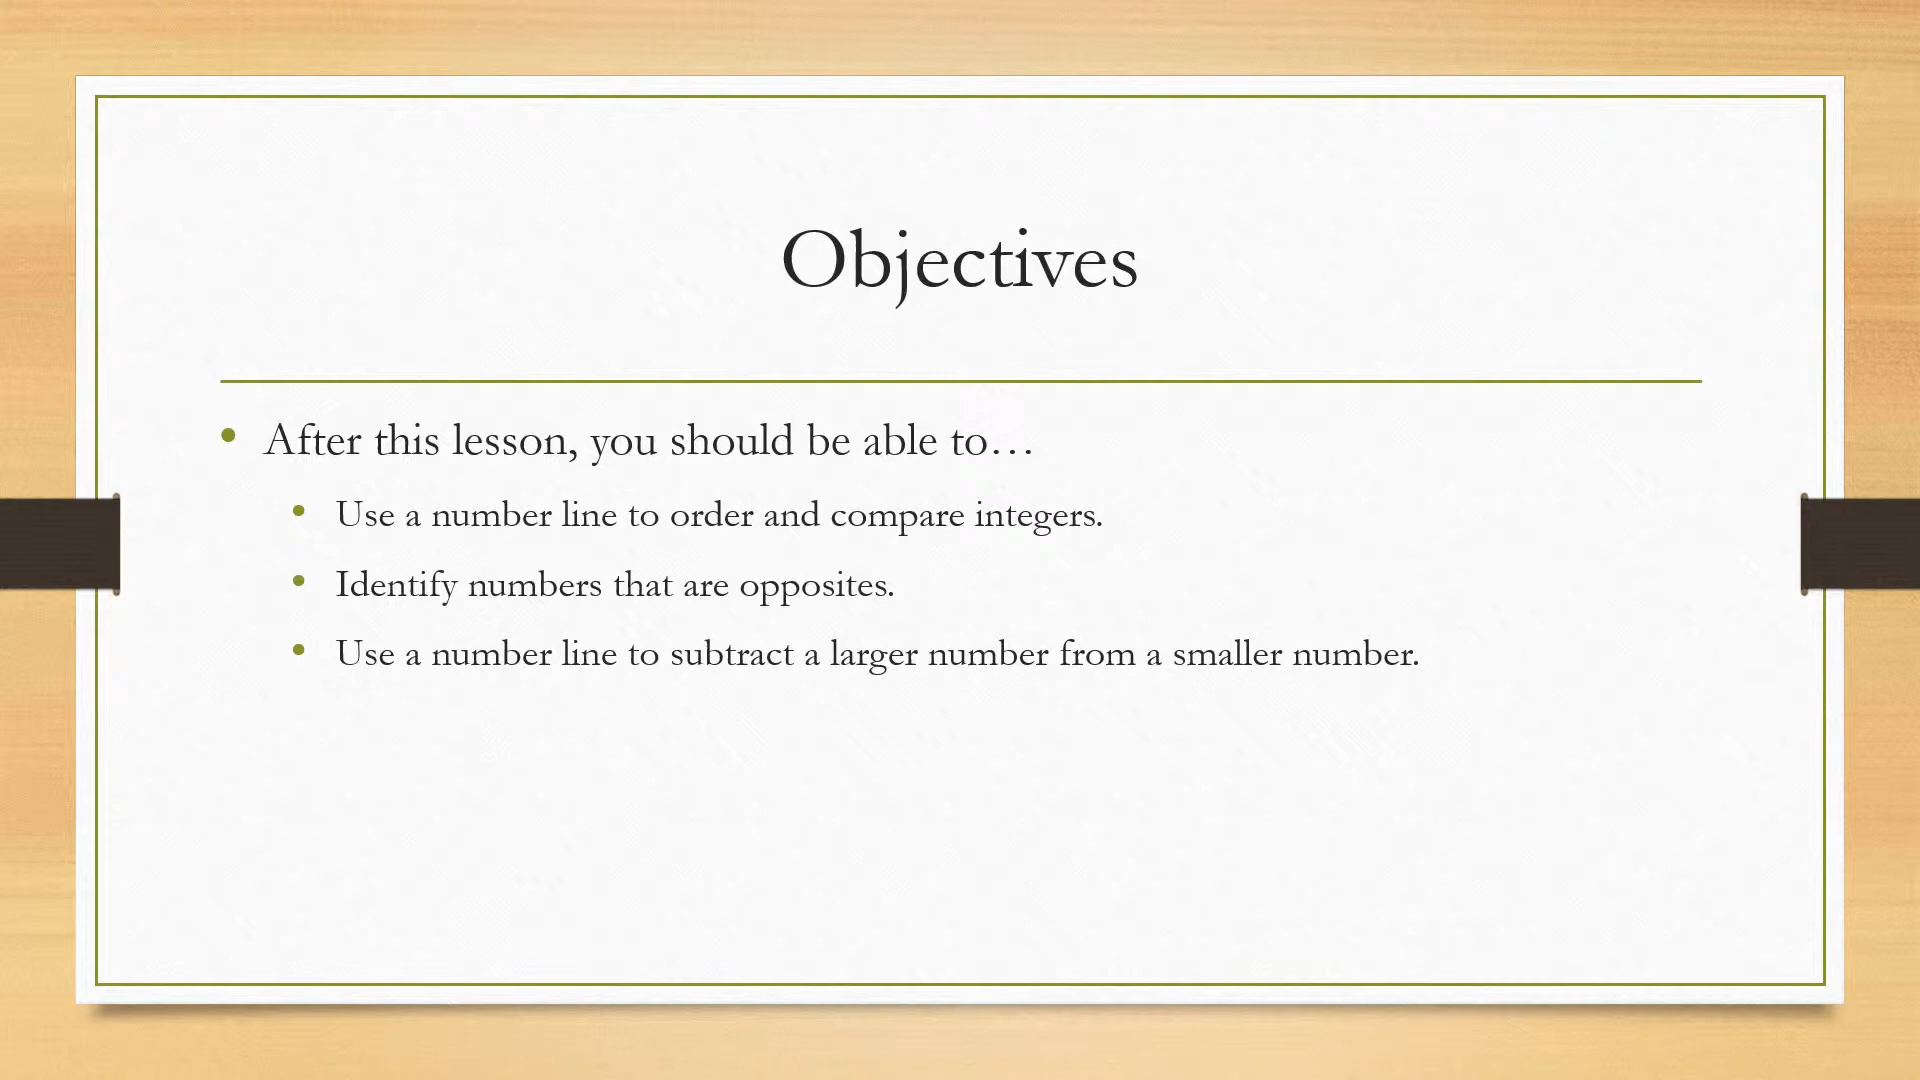 Objectives
• After this lesson, you should be able to…
• Use a number line to order and compare integers.
• Identify numbers that are opposites.
• Use a number line to subtract a larger number from a smaller number.